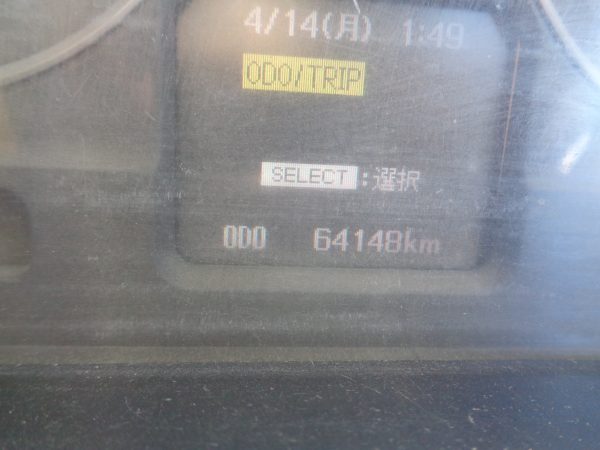 4/14(月) 1:49
ODO/TRIP
SELECT:選択
ODO 64148km